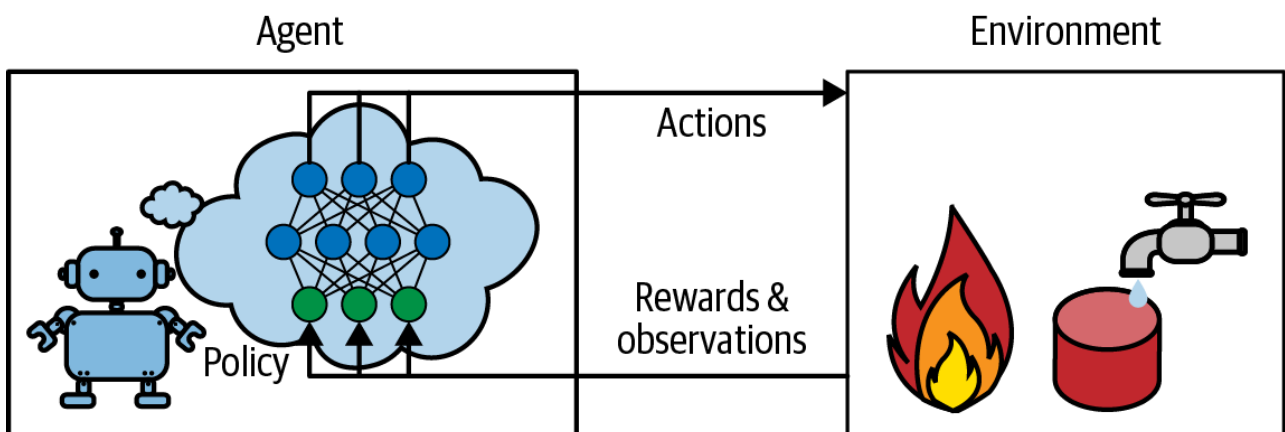 Agent
Environment
Actions
Rewards &
observations
Policy